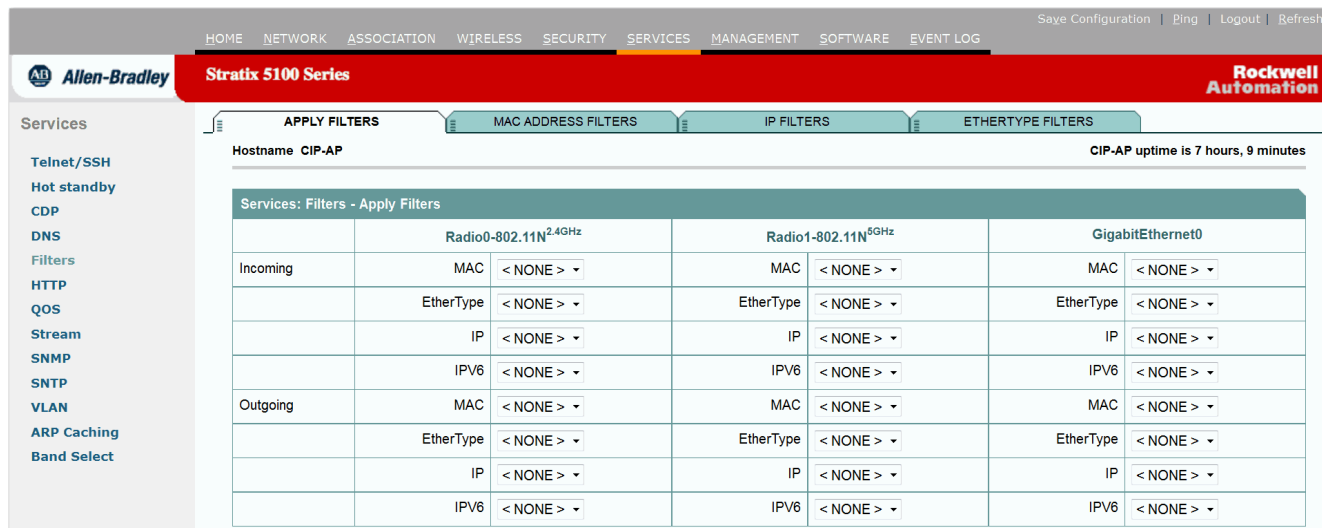 Save Configuration | Ping | Logout | Refresh
HOME NETWORK ASSOCIATION WIRELESS SECURITY SERVICES MANAGEMENT SOFTWARE EVENT LOG
AB Allen-Bradley Stratix 5100 Series Rockwell
Automation
Services APPLY FILTERS MAC ADDRESS FILTERS IP FILTERS ETHERTYPE FILTERS
Hostname CIP-AP CIP-AP uptime is 7 hours, 9 minutes
Telnet/SSH
Hot standby
CDP
DNS
Filters
HTTP
QOS
Stream
SNMP
SNTP
VLAN
ARP Caching
Band Select
Services: Filters - Apply Filters
Radio0-802.11N2.4GHz Radio1-802.11N5GHz GigabitEthernet0
Incoming MAC < NONE > MAC < NONE > MAC < NONE >
EtherType < NONE > EtherType < NONE > EtherType < NONE >
IP < NONE > IP < NONE > IP < NONE >
IPV6 < NONE > IPV6 < NONE > IPV6 < NONE >
Outgoing MAC < NONE > MAC < NONE > MAC < NONE >
EtherType < NONE > EtherType < NONE > EtherType < NONE >
IP < NONE > IP < NONE > IP < NONE >
IPV6 < NONE > IPV6 < NONE > IPV6 < NONE >